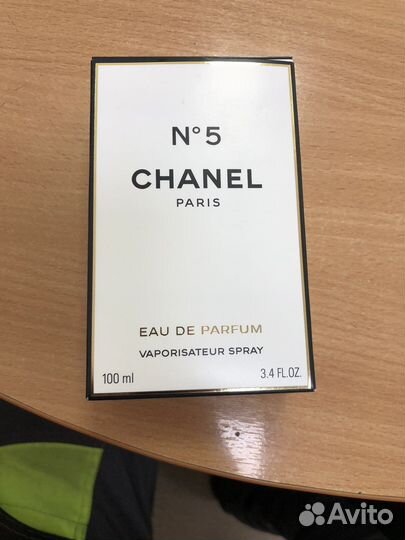 N°5
CHANEL
PARIS
EAU DE PARFUM
VAPORISATEUR SPRAY
100 ml 3.4 FL.OZ.
Avito